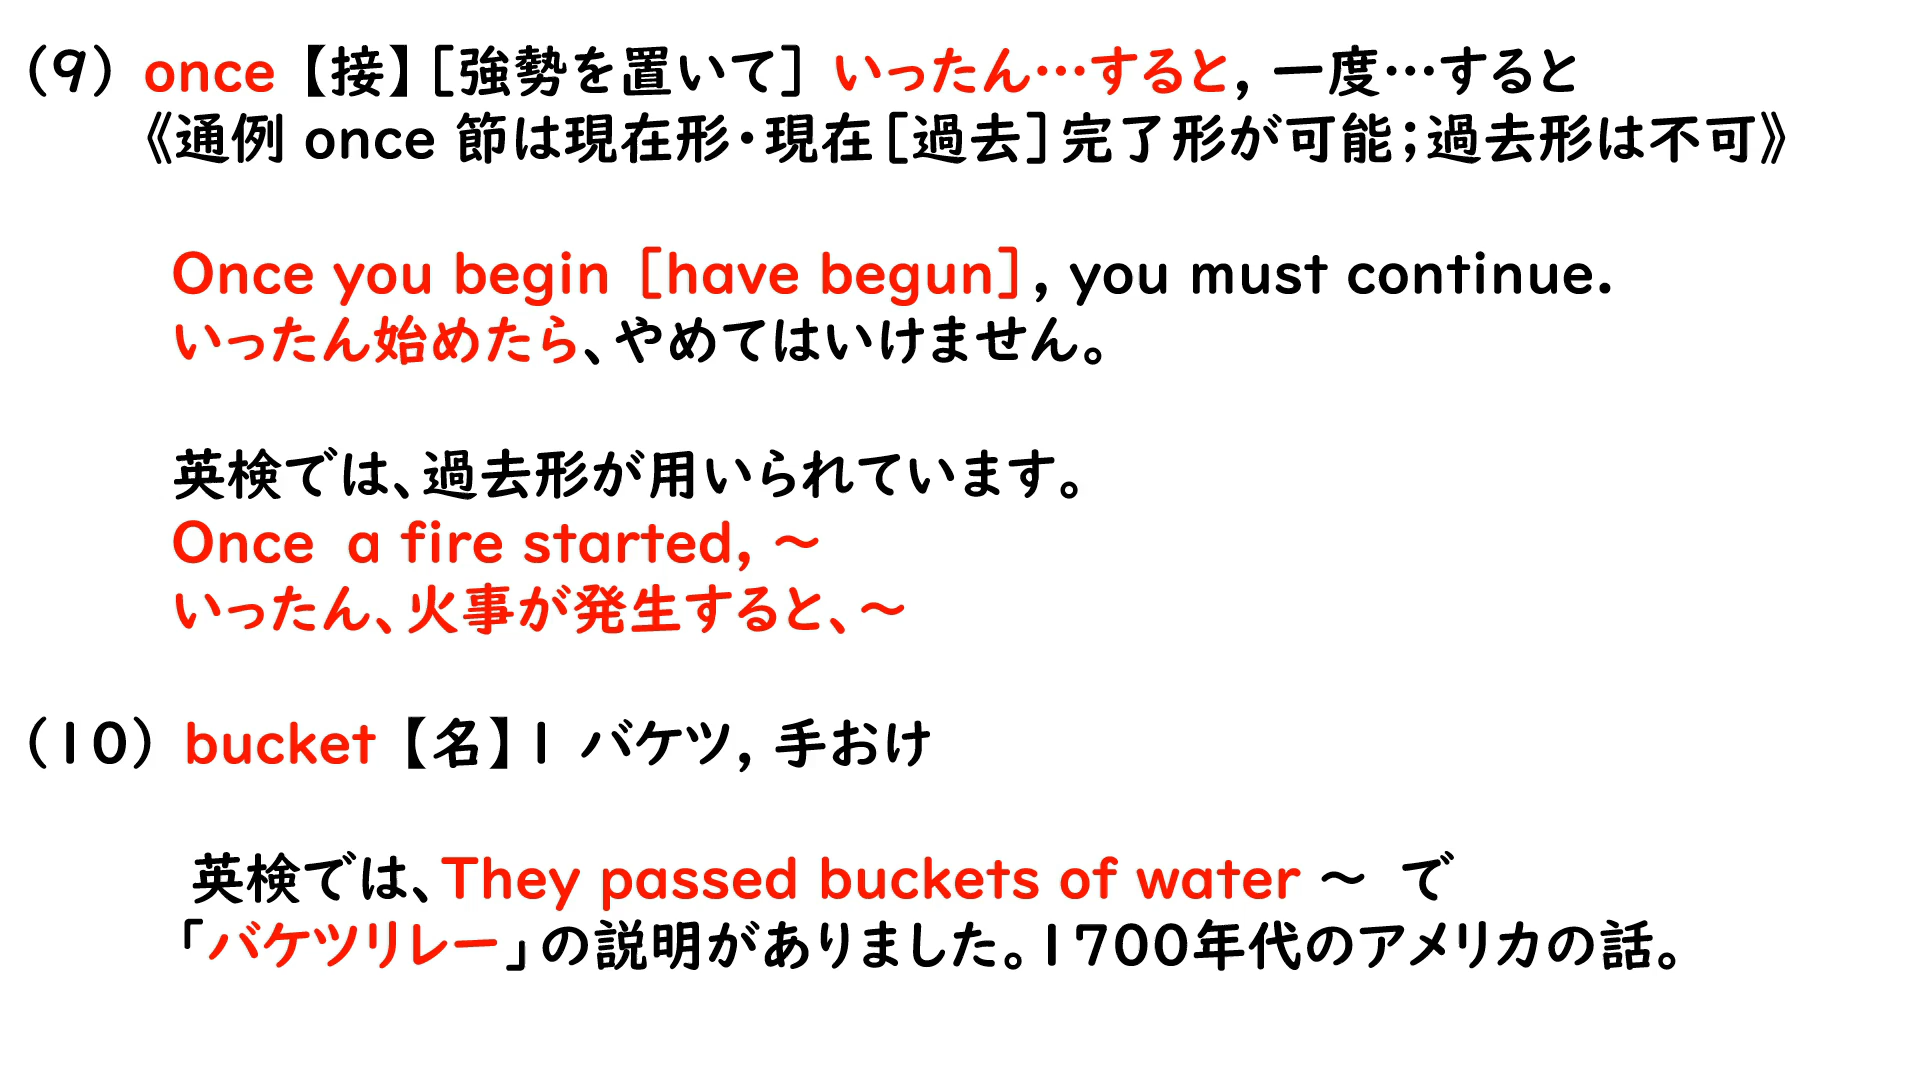 (9) once 【接】[強勢を置いて] いったん…すると, 一度…すると
《通例 once 節は現在形・現在[過去]完了形が可能;過去形は不可》
Once you begin [have begun], you must continue.
いったん始めたら、やめてはいけません。
英検では、過去形が用いられています。
Once a fire started, ～
いったん、火事が発生すると、～
(10) bucket 【名】1 バケツ, 手おけ
英検では、They passed buckets of water ～ で
「バケツリレー」の説明がありました。1700年代のアメリカの話。